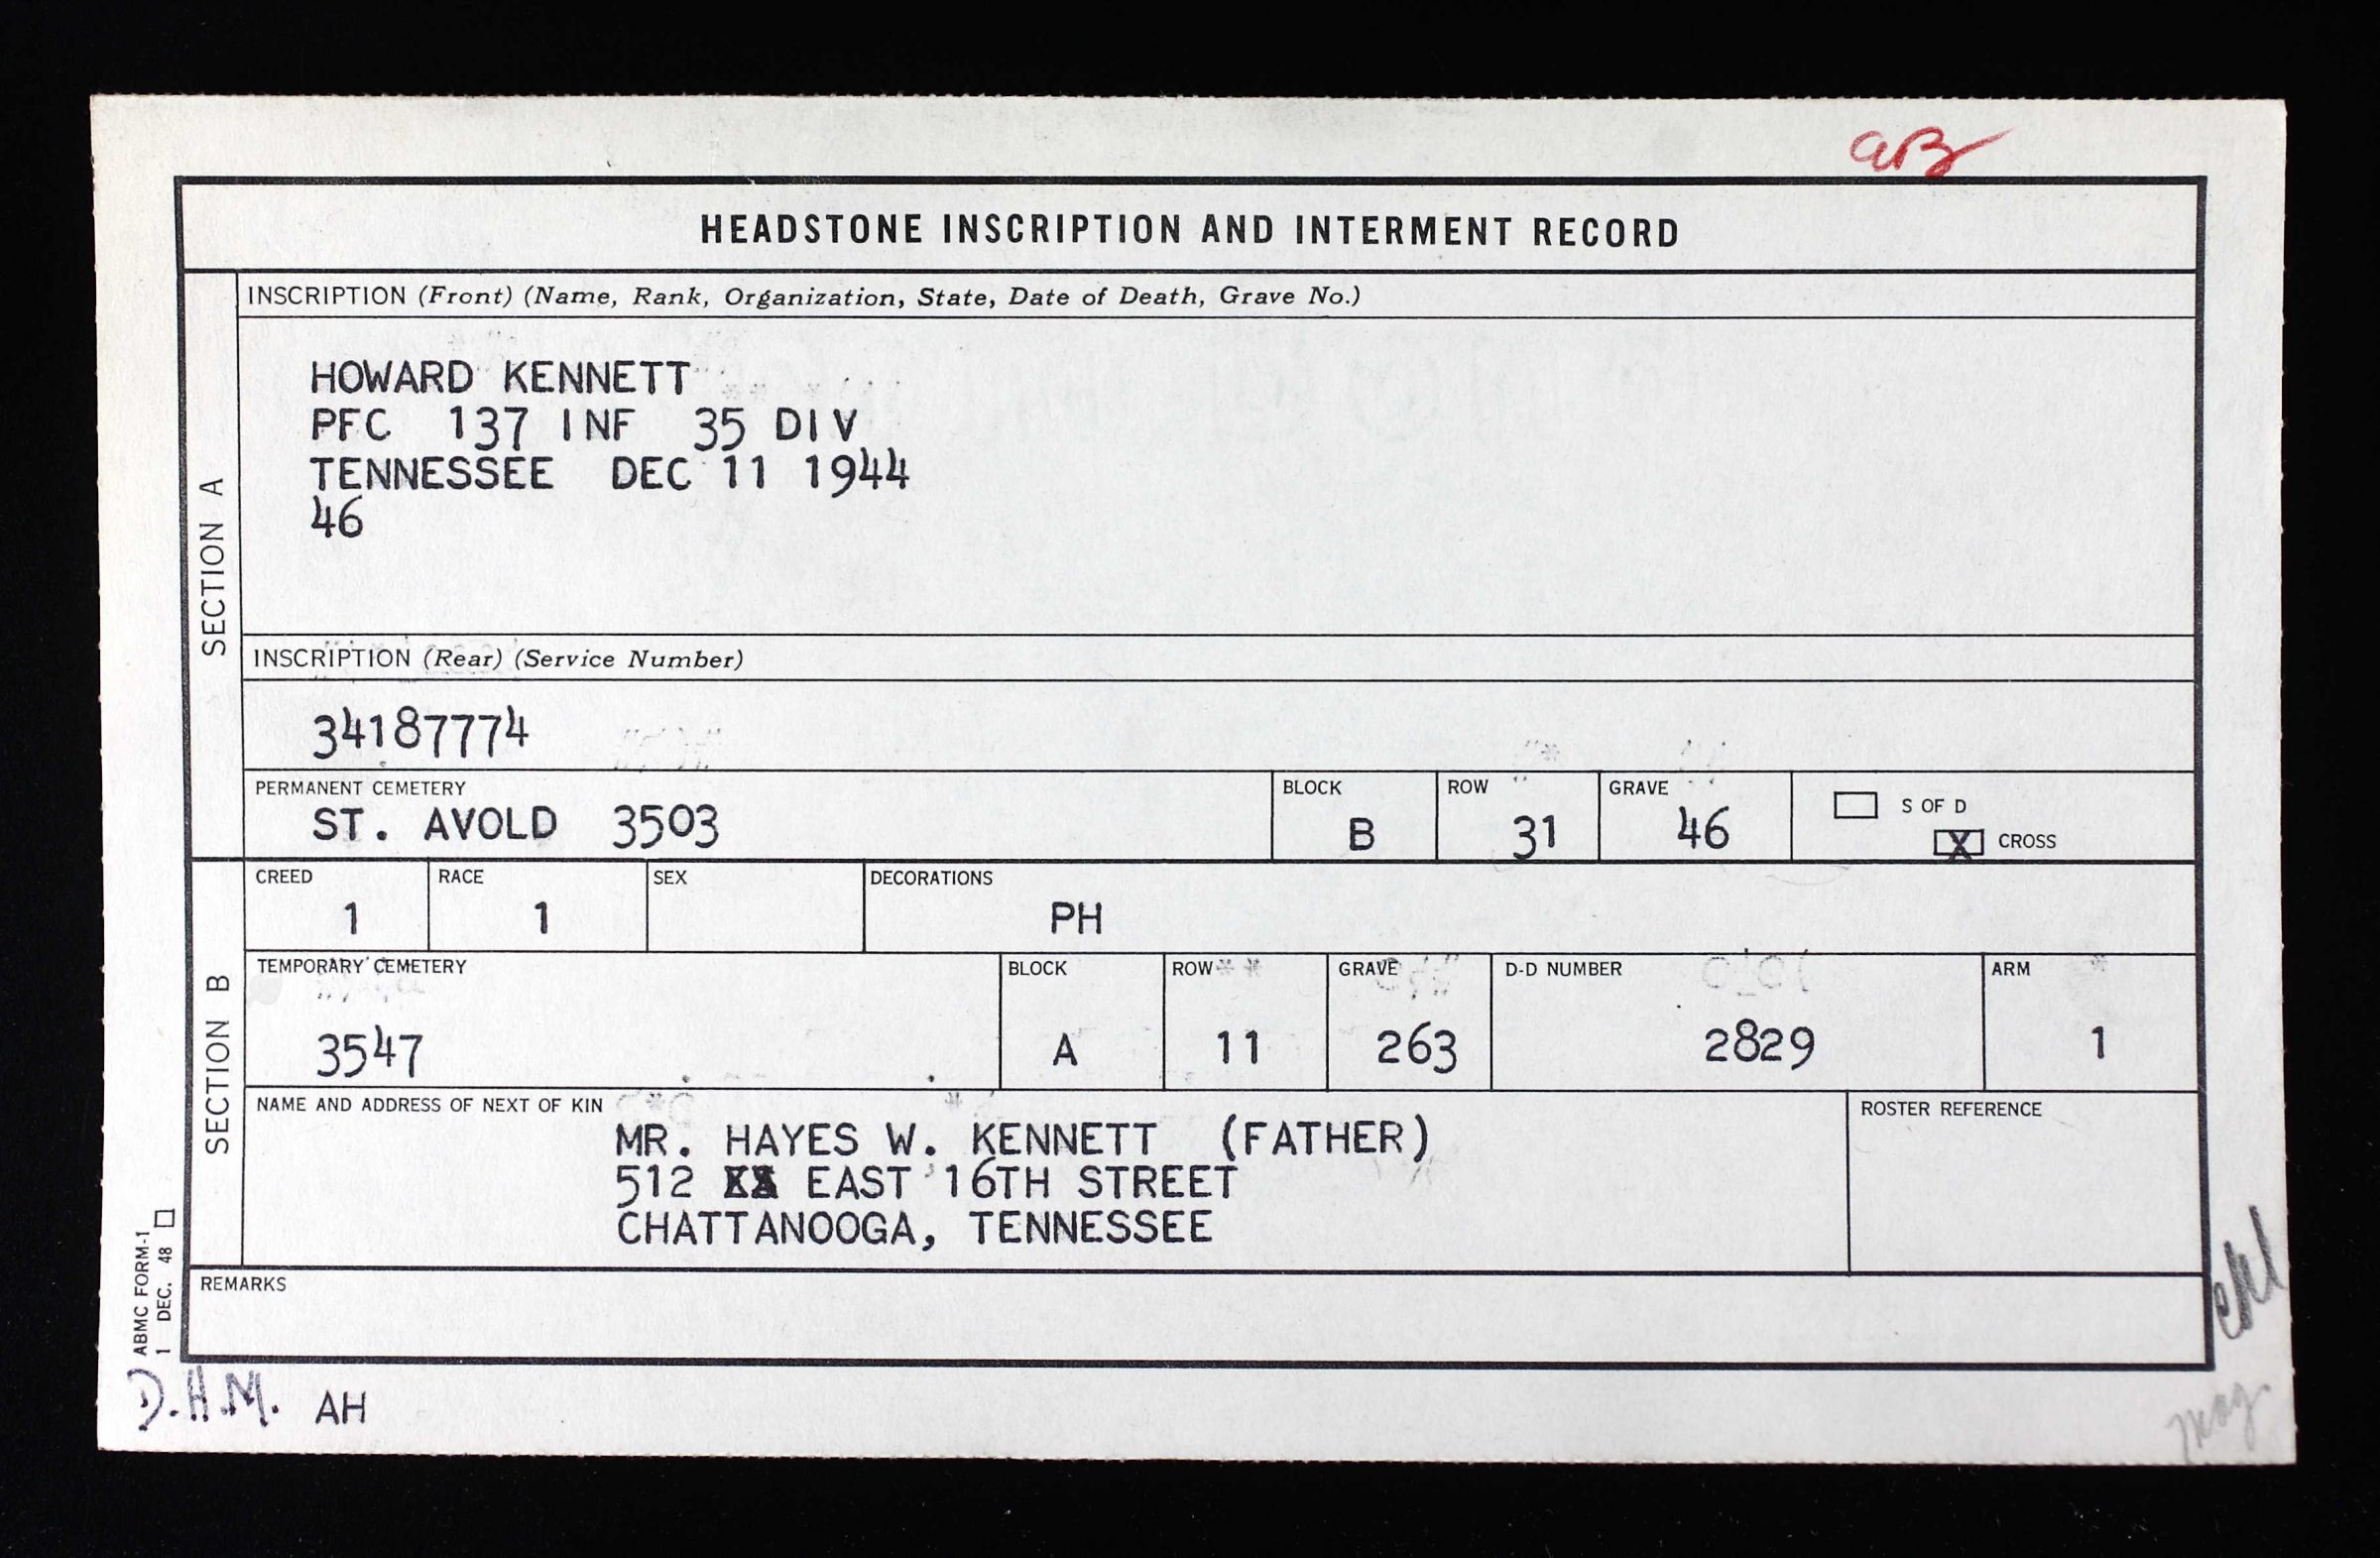 aB
HEADSTONE INSCRIPTION AND INTERMENT RECORD
SECTION A
INSCRIPTION (Front) (Name, Rank, Organization, State, Date of Death, Grave No.)
HOWARD KENNETT
PFC 137 INF 35 DIV
TENNESSEE DEC 11 1944
46
INSCRIPTION (Rear) (Service Number)
34187774
PERMANENT CEMETERY
ST. AVOLD 3503
BLOCK
B
ROW
31
GRAVE
46
S OF D
X CROSS
SECTION B
CREED
1
RACE
1
SEX
DECORATIONS
PH
TEMPORARY CEMETERY
3547
BLOCK
A
ROW
11
GRAVE
263
D-D NUMBER
2829
ARM
1
NAME AND ADDRESS OF NEXT OF KIN
MR. HAYES W. KENNETT (FATHER)
512 EAST 16TH STREET
CHATTANOOGA, TENNESSEE
ROSTER REFERENCE
REMARKS
ABMC FORM-1
1 DEC. 48
D.H.M. AH